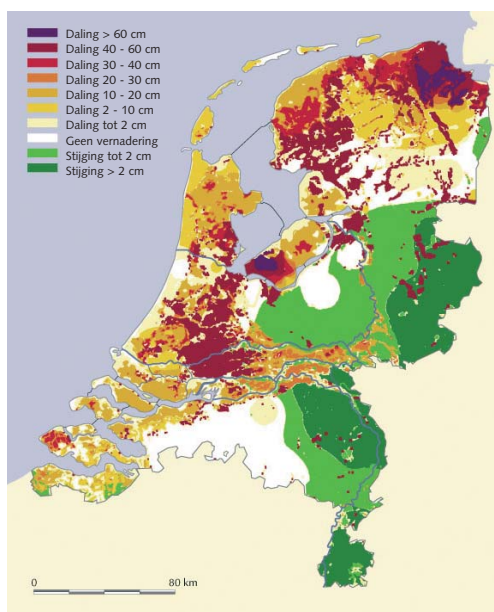 Daling > 60 cm
Daling 40 - 60 cm
Daling 30 - 40 cm
Daling 20 - 30 cm
Daling 10 - 20 cm
Daling 2 - 10 cm
Daling tot 2 cm
Geen vernadering
Stijging tot 2 cm
Stijging > 2 cm
0 80 km